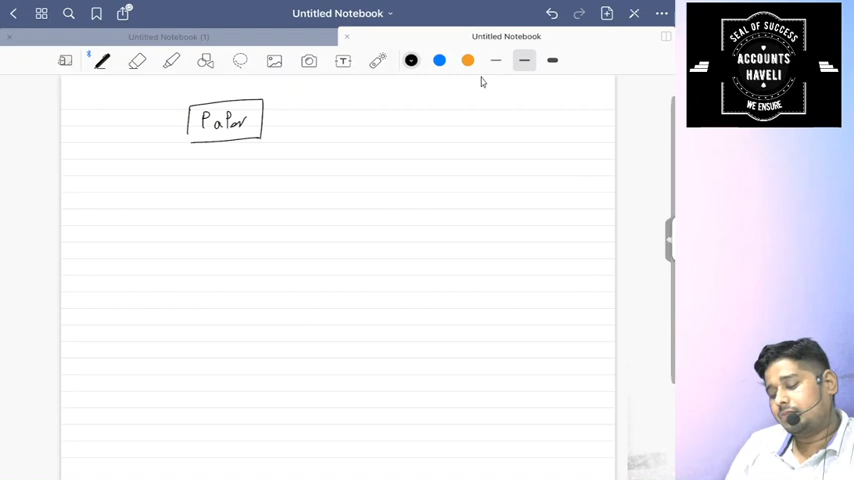 Untitled Notebook
Untitled Notebook (1)
Untitled Notebook
T
PaPer
SEAL OF SUCCESS
ACCOUNTS
HAVELI
WE ENSURE